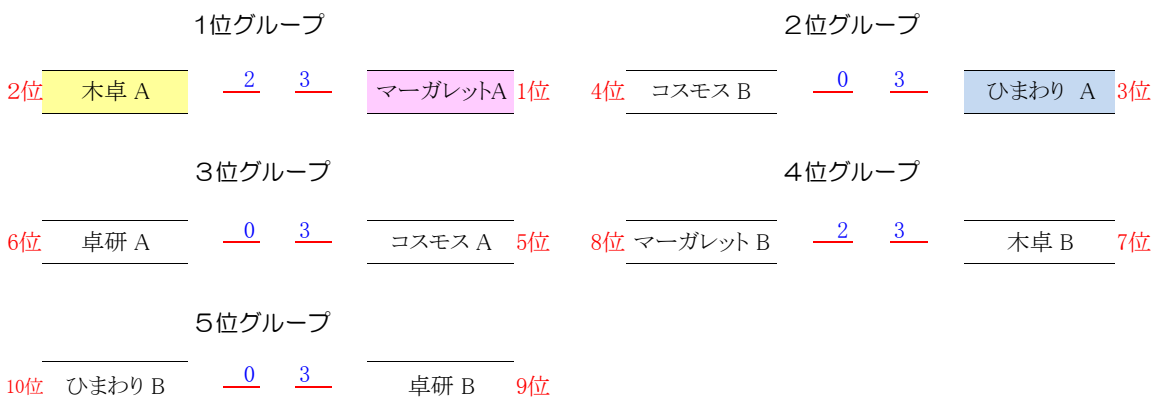 1位グループ 2位グループ
2位 木卓 A 2 3 マーガレットA 1位 4位 コスモス B 0 3 ひまわり A 3位
3位グループ 4位グループ
6位 卓研 A 0 3 コスモス A 5位 8位 マーガレット B 2 3 木卓 B 7位
5位グループ
10位 ひまわり B 0 3 卓研 B 9位